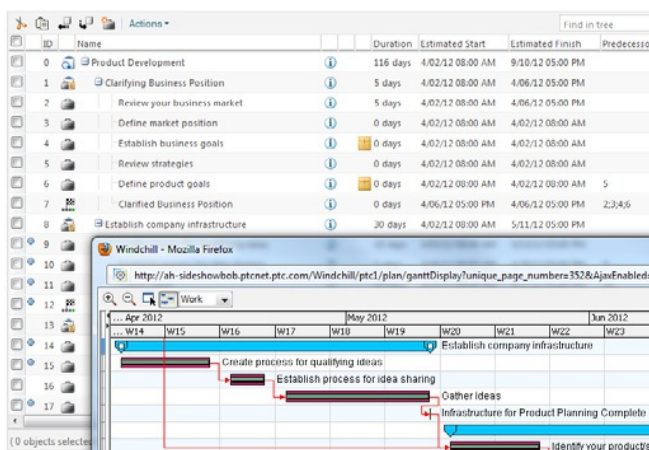 Actions
Find in tree
ID Name Duration Estimated Start Estimated Finish Predecesso
0 Product Development 116 days 4/02/12 08:00 AM 9/10/12 05:00 PM
1 Clarifying Business Position 5 days 4/02/12 08:00 AM 4/06/12 05:00 PM
2 Review your business market 5 days 4/02/12 08:00 AM 4/06/12 05:00 PM
3 Define market position 0 days 4/02/12 08:00 AM 4/02/12 08:00 AM
4 Establish business goals 0 days 4/02/12 08:00 AM 4/02/12 08:00 AM
5 Review strategies 0 days 4/02/12 08:00 AM 4/02/12 08:00 AM
6 Define product goals 0 days 4/02/12 08:00 AM 4/02/12 08:00 AM 5
7 Clarified Business Position 0 days 4/06/12 05:00 PM 4/06/12 05:00 PM 2;3;4;6
8 Establish company infrastructure 30 days 4/02/12 08:00 AM 5/11/12 05:00 PM
9
10
11
12
13
14
15
16
17
(0 objects selected
Windchill - Mozilla Firefox
http://ah-sideshowbob.ptcnet.ptc.com/Windchill/ptc1/plan/ganttDisplay?unique_page_number=352&AjaxEnabled=
Work
... Apr 2012 May 2012 Jun 2012
... W14 W15 W16 W17 W18 W19 W20 W21 W22 W23
Establish company infrastructure
Create process for qualifying ideas
Establish process for idea sharing
Gather ideas
Infrastructure for Product Planning Complete
Identify your product/s